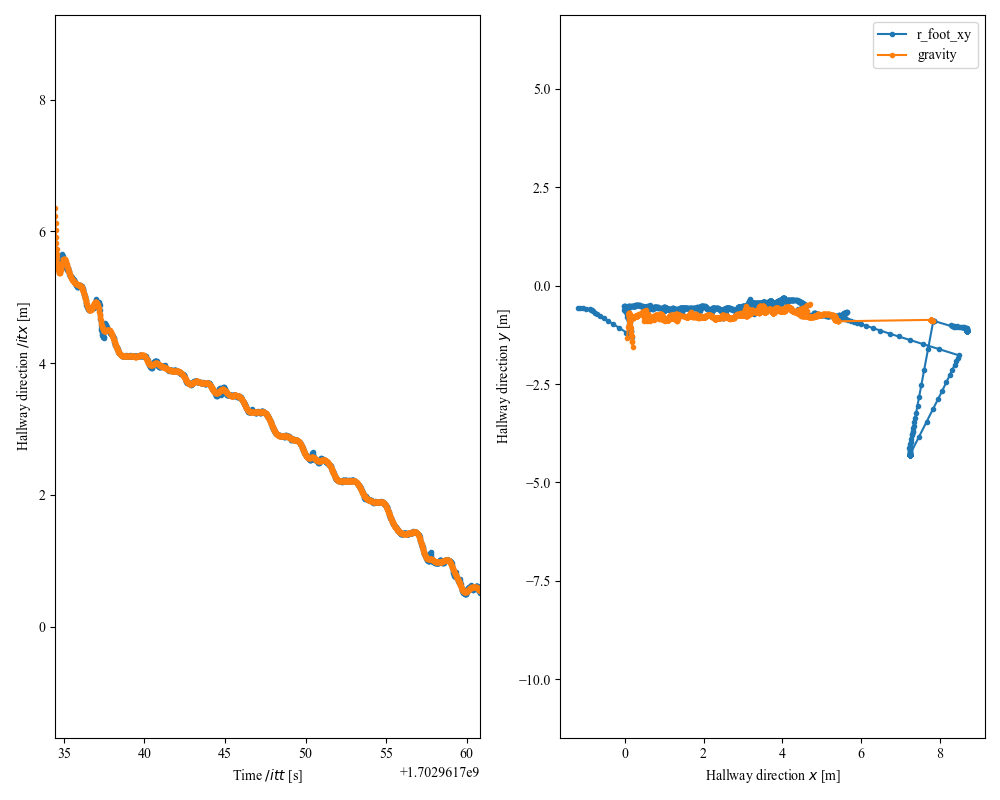 8
6
4
2
0
Hallway direction /itx [m]
35 40 45 50 55 60
+1.7029617e9
Time /itt [s]
r_foot_xy
gravity
5.0
2.5
0.0
−2.5
−5.0
−7.5
−10.0
Hallway direction y [m]
0 2 4 6 8
Hallway direction x [m]